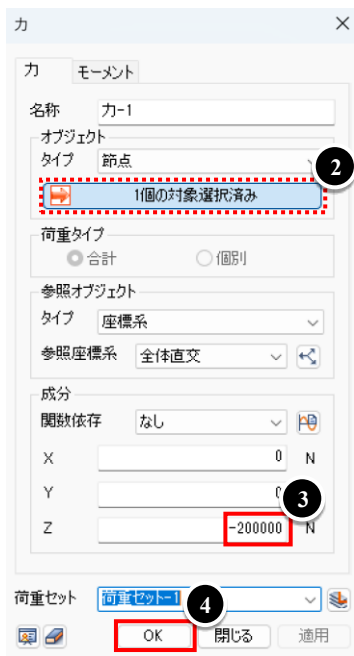 力
力 モーメント
名称 力-1
オブジェクト
タイプ 節点
2
1個の対象選択済み
荷重タイプ
合計 個別
参照オブジェクト
タイプ 座標系
参照座標系 全体直交
成分
関数依存 なし
X 0 N
Y 0
3
Z -200000 N
荷重セット 荷重セット-1
4
OK 閉じる 適用